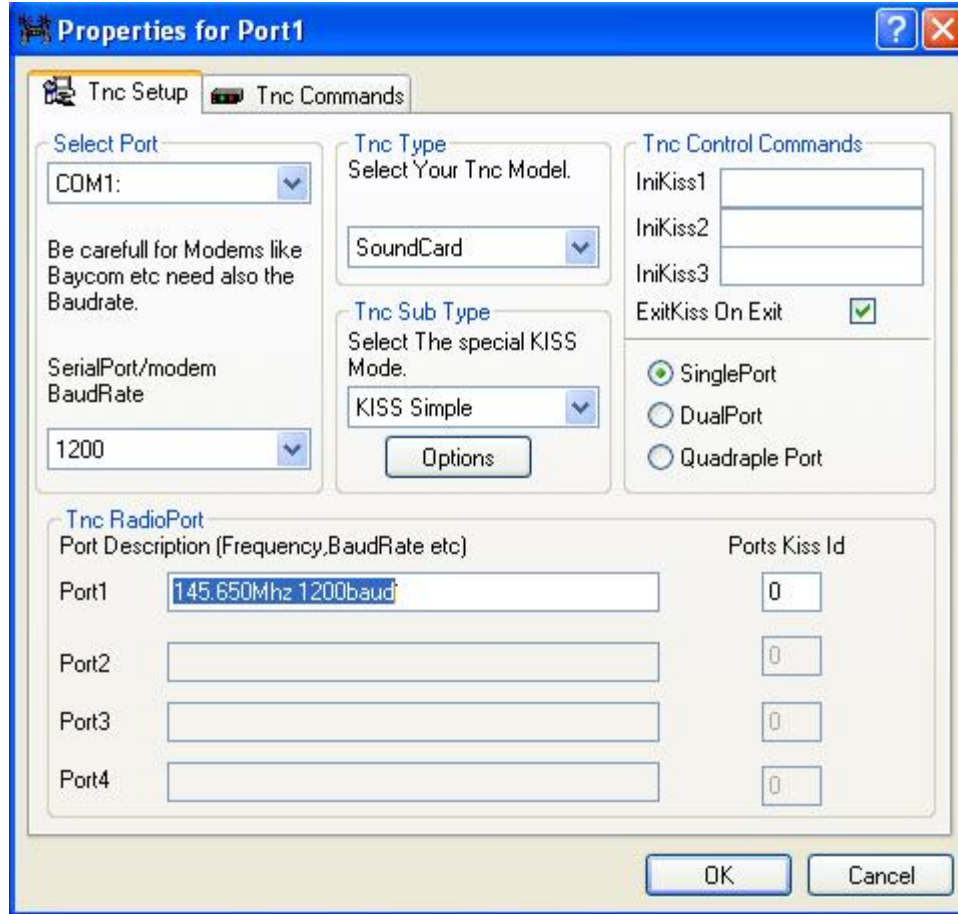 Properties for Port1
Tnc Setup
Tnc Commands
Select Port
COM1:
Be carefull for Modems like
Baycom etc need also the
Baudrate.
SerialPort/modem
BaudRate
1200
Tnc Type
Select Your Tnc Model.
SoundCard
Tnc Sub Type
Select The special KISS
Mode.
KISS Simple
Options
Tnc Control Commands
IniKiss1
IniKiss2
IniKiss3
ExitKiss On Exit
SinglePort
DualPort
Quadraple Port
Tnc RadioPort
Port Description (Frequency,BaudRate etc) Ports Kiss Id
Port1 145.650Mhz 1200baud 0
Port2 0
Port3 0
Port4 0
OK Cancel